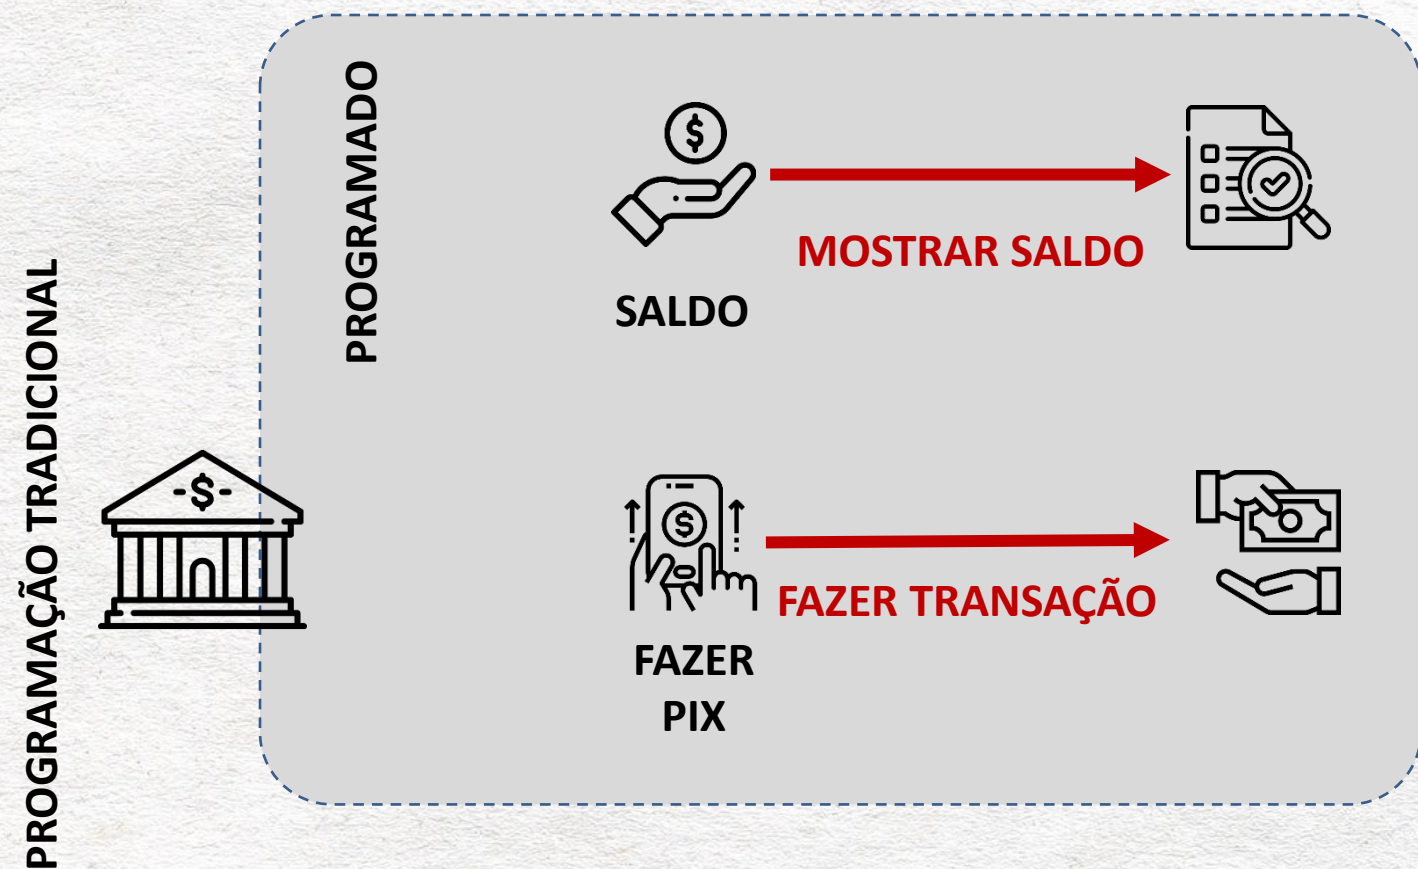 PROGRAMAÇÃO TRADICIONAL
PROGRAMADO
$
MOSTRAR SALDO
SALDO
-$-
$
FAZER TRANSAÇÃO
FAZER
PIX